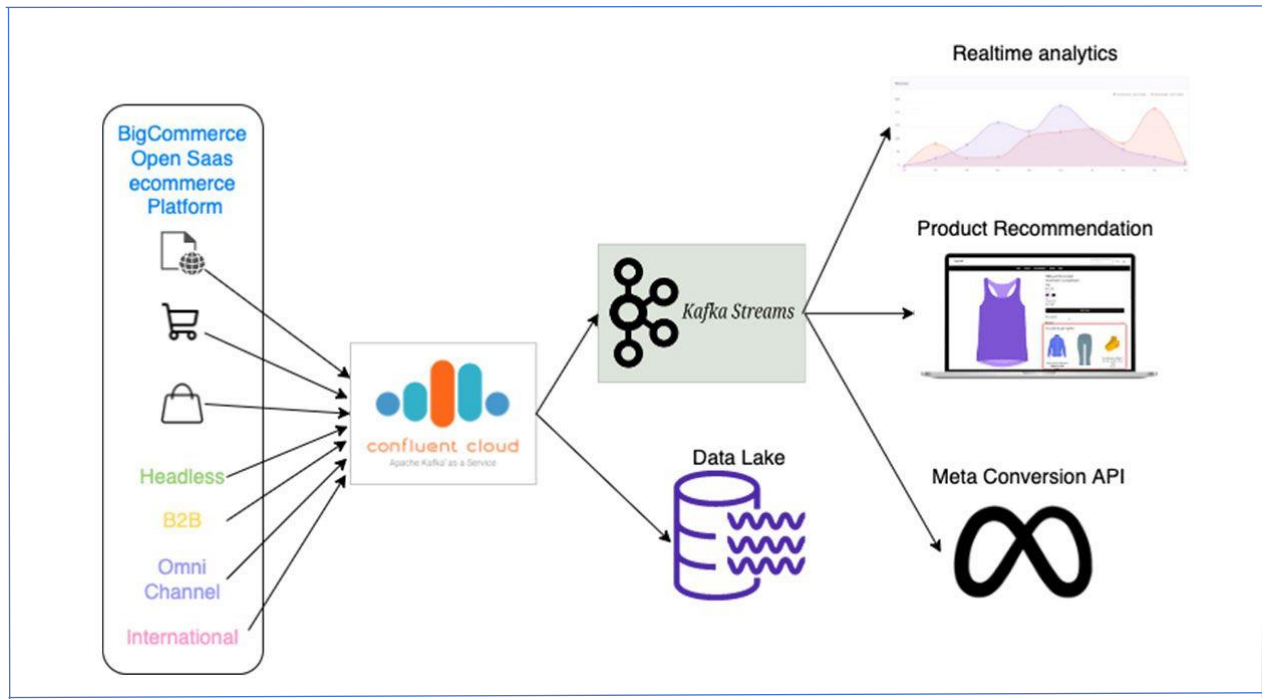 BigCommerce
Open Saas
ecommerce
Platform
Headless
B2B
Omni
Channel
International
confluent cloud
Apache Kafka® as a Service
Kafka Streams
Data Lake
Realtime analytics
Product Recommendation
Meta Conversion API